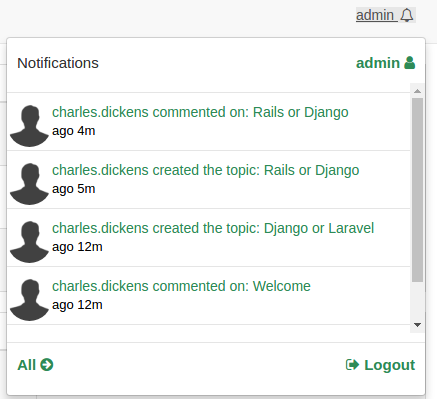 admin
Notifications admin
charles.dickens commented on: Rails or Django
ago 4m
charles.dickens created the topic: Rails or Django
ago 5m
charles.dickens created the topic: Django or Laravel
ago 12m
charles.dickens commented on: Welcome
ago 12m
All Logout